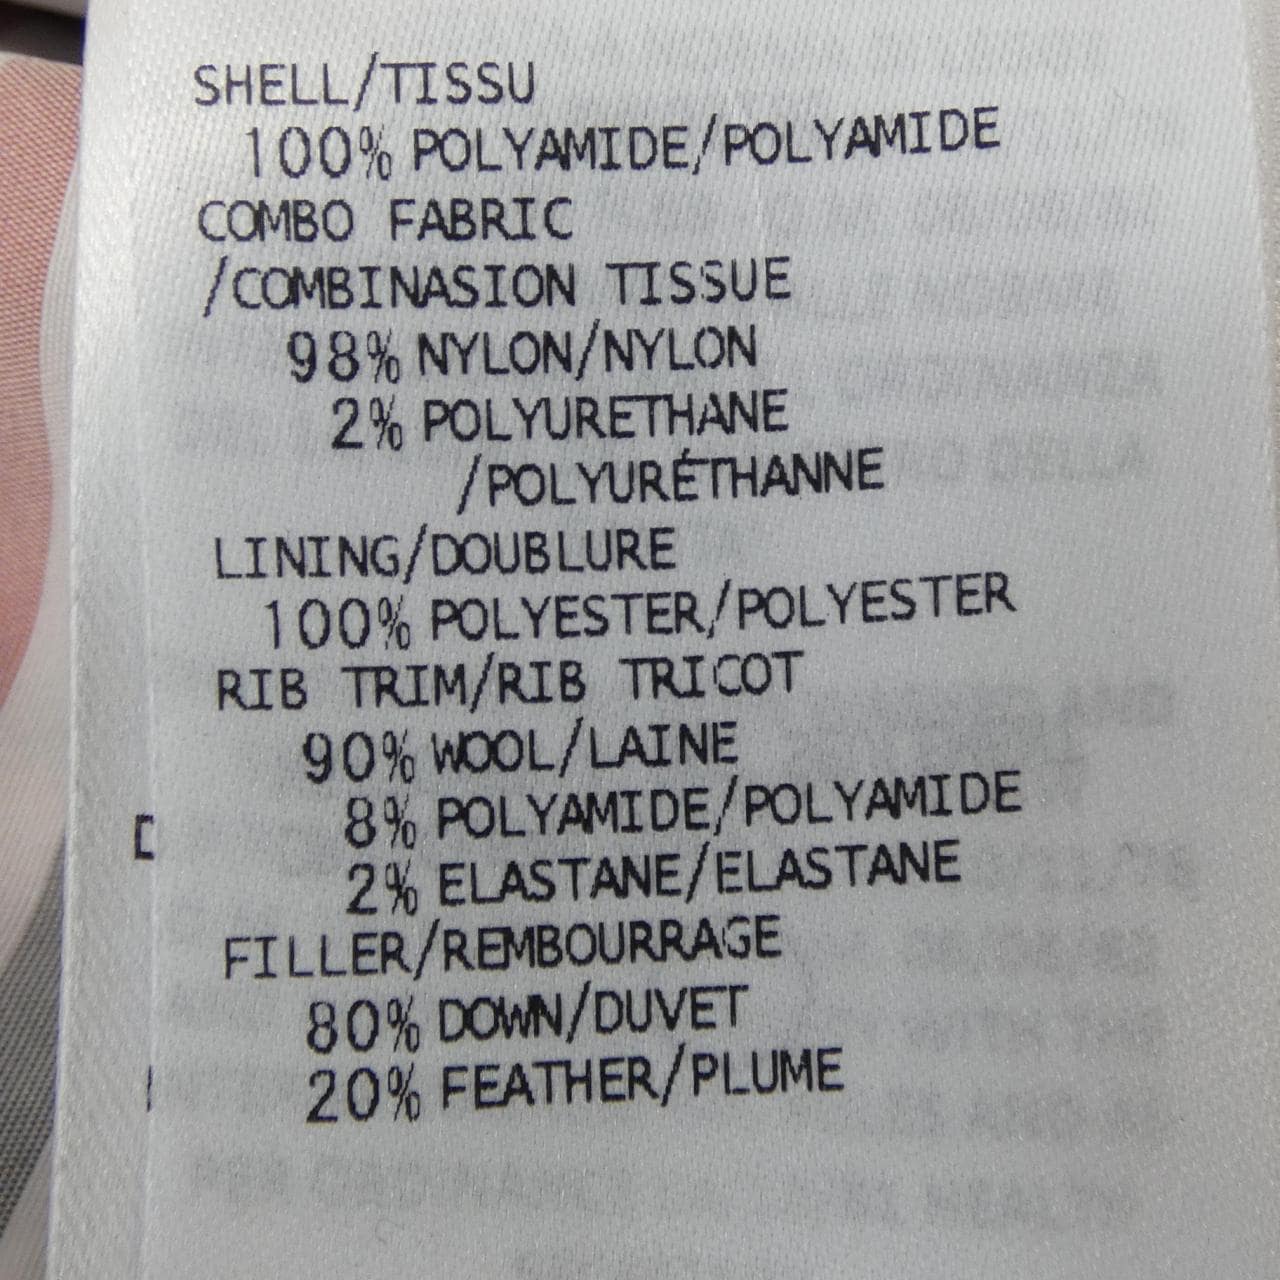 SHELL/TISSU
100% POLYAMIDE/POLYAMIDE
COMBO FABRIC
/COMBINASION TISSUE
98% NYLON/NYLON
2% POLYURETHANE
/POLYURÉTHANNE
LINING/DOUBLURE
100% POLYESTER/POLYESTER
RIB TRIM/RIB TRICOT
90% WOOL/LAINE
8% POLYAMIDE/POLYAMIDE
2% ELASTANE/ELASTANE
FILLER/REMBOURRAGE
80% DOWN/DUVET
20% FEATHER/PLUME